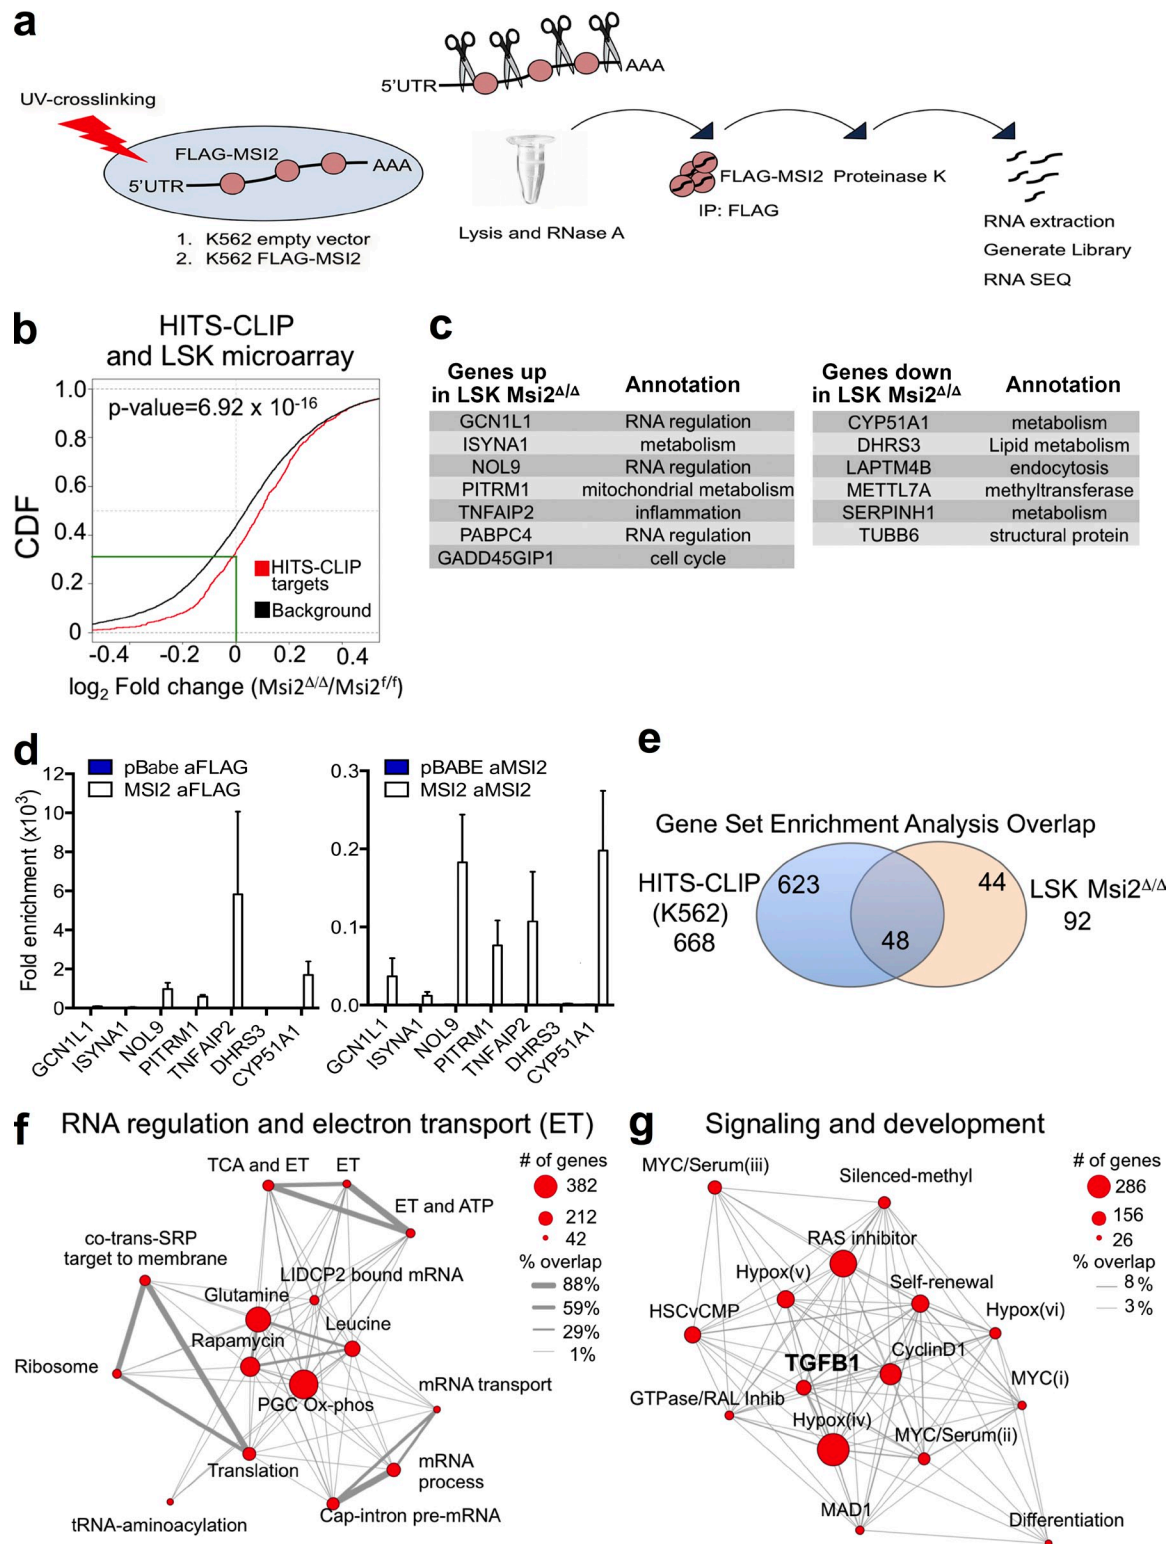 a
5'UTR
AAA
UV-crosslinking
FLAG-MSI2
5'UTR
AAA
1. K562 empty vector
2. K562 FLAG-MSI2
Lysis and RNase A
FLAG-MSI2
IP: FLAG
Proteinase K
RNA extraction
Generate Library
RNA SEQ
b
HITS-CLIP
and LSK microarray
p-value=6.92 x 10-16
CDF
1.0
0.8
0.6
0.4
0.2
0
HITS-CLIP
targets
Background
-0.4 -0.2 0 0.2 0.4
log2 Fold change (Msi2Δ/Δ/Msi2f/f)
c
Genes up
in LSK Msi2Δ/Δ
Annotation
GCN1L1 RNA regulation
ISYNA1 metabolism
NOL9 RNA regulation
PITRM1 mitochondrial metabolism
TNFAIP2 inflammation
PABPC4 RNA regulation
GADD45GIP1 cell cycle
Genes down
in LSK Msi2Δ/Δ
Annotation
CYP51A1 metabolism
DHRS3 Lipid metabolism
LAPTM4B endocytosis
METTL7A methyltransferase
SERPINH1 metabolism
TUBB6 structural protein
d
pBabe aFLAG
MSI2 aFLAG
Fold enrichment (x103)
12
10
8
6
4
2
0
GCN1L1
ISYNA1
NOL9
PITRM1
TNFAIP2
DHRS3
CYP51A1
pBABE aMSI2
MSI2 aMSI2
0.3
0.2
0.1
0.0
GCN1L1
ISYNA1
NOL9
PITRM1
TNFAIP2
DHRS3
CYP51A1
e
Gene Set Enrichment Analysis Overlap
HITS-CLIP
(K562)
668
623
48
44
LSK Msi2Δ/Δ
92
f
RNA regulation and electron transport (ET)
TCA and ET
ET
ET and ATP
co-trans-SRP
target to membrane
LIDCP2 bound mRNA
Glutamine
Rapamycin
Leucine
Ribosome
PGC Ox-phos
mRNA transport
Translation
mRNA
process
tRNA-aminoacylation
Cap-intron pre-mRNA
# of genes
382
212
42
% overlap
88%
59%
29%
1%
g
Signaling and development
MYC/Serum(iii)
Silenced-methyl
RAS inhibitor
Hypox(v)
Self-renewal
HSCvCMP
Hypox(vi)
TGFB1
CyclinD1
GTPase/RAL Inhib
MYC(i)
Hypox(iv)
MYC/Serum(ii)
MAD1
Differentiation
# of genes
286
156
26
% overlap
8%
3%